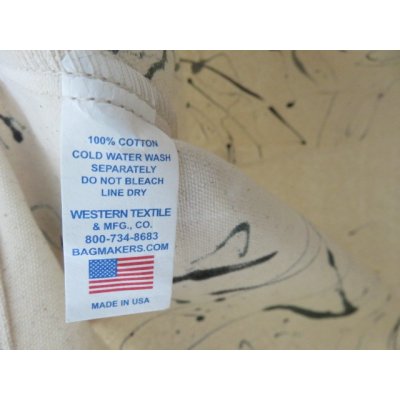 100% COTTON
COLD WATER WASH
SEPARATELY
DO NOT BLEACH
LINE DRY
WESTERN TEXTILE
& MFG., CO.
800-734-8683
BAGMAKERS.COM
MADE IN USA